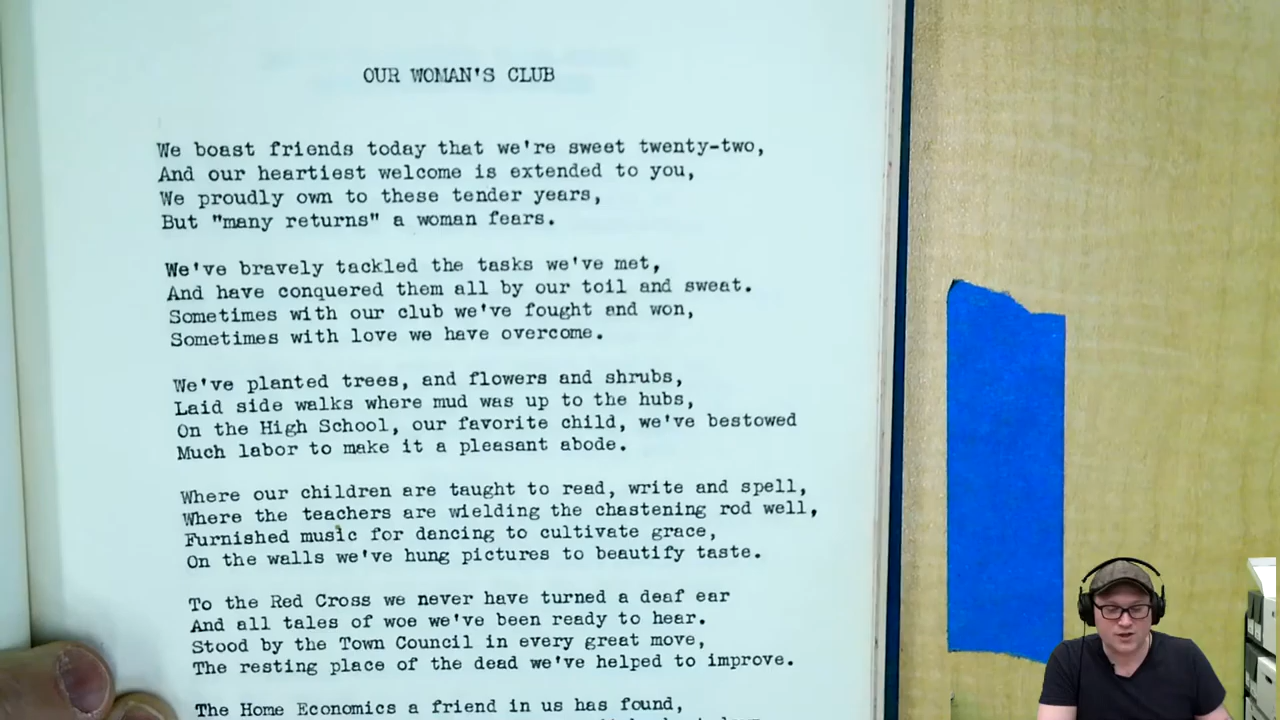 OUR WOMAN'S CLUB
We boast friends today that we're sweet twenty-two,
And our heartiest welcome is extended to you,
We proudly own to these tender years,
But "many returns" a woman fears.
We've bravely tackled the tasks we've met,
And have conquered them all by our toil and sweat.
Sometimes with our club we've fought and won,
Sometimes with love we have overcome.
We've planted trees, and flowers and shrubs,
Laid side walks where mud was up to the hubs,
On the High School, our favorite child, we've bestowed
Much labor to make it a pleasant abode.
Where our children are taught to read, write and spell,
Where the teachers are wielding the chastening rod well,
Furnished music for dancing to cultivate grace,
On the walls we've hung pictures to beautify taste.
To the Red Cross we never have turned a deaf ear
And all tales of woe we've been ready to hear.
Stood by the Town Council in every great move,
The resting place of the dead we've helped to improve.
The Home Economics a friend in us has found,